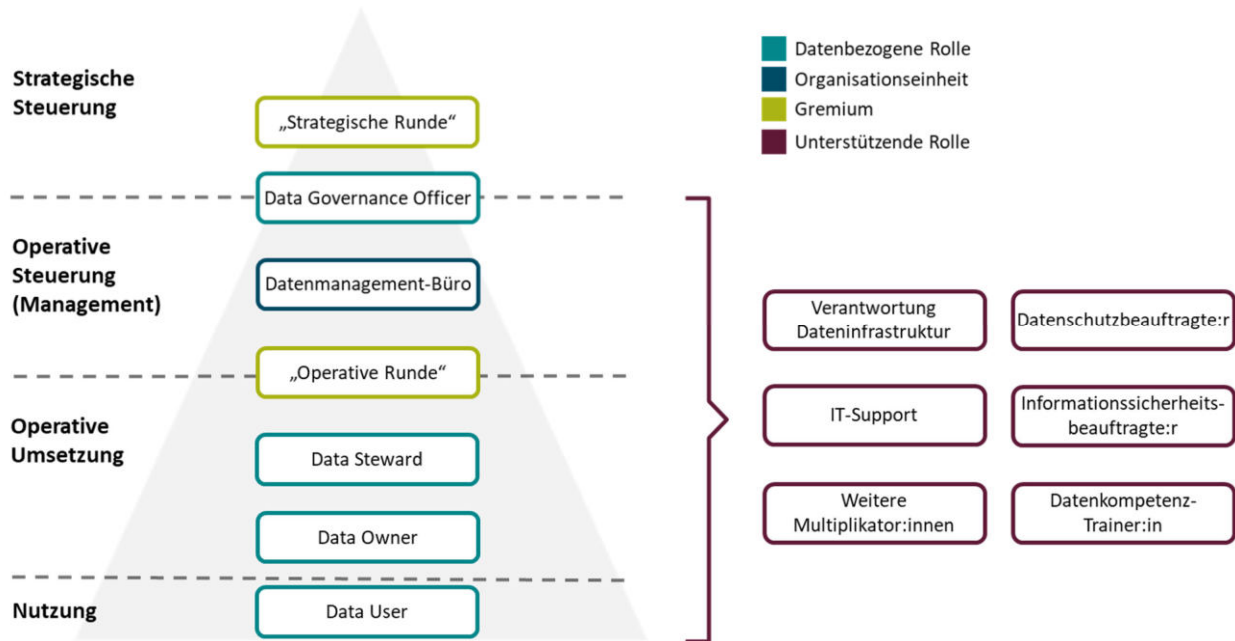 Strategische
Steuerung
„Strategische Runde“
Data Governance Officer
Operative
Steuerung
(Management)
Datenmanagement-Büro
„Operative Runde“
Operative
Umsetzung
Data Steward
Data Owner
Nutzung
Data User
Datenbezogene Rolle
Organisationseinheit
Gremium
Unterstützende Rolle
Verantwortung
Dateninfrastruktur
Datenschutzbeauftragte:r
IT-Support
Informationssicherheits-
beauftragte:r
Weitere
Multiplikator:innen
Datenkompetenz-
Trainer:in